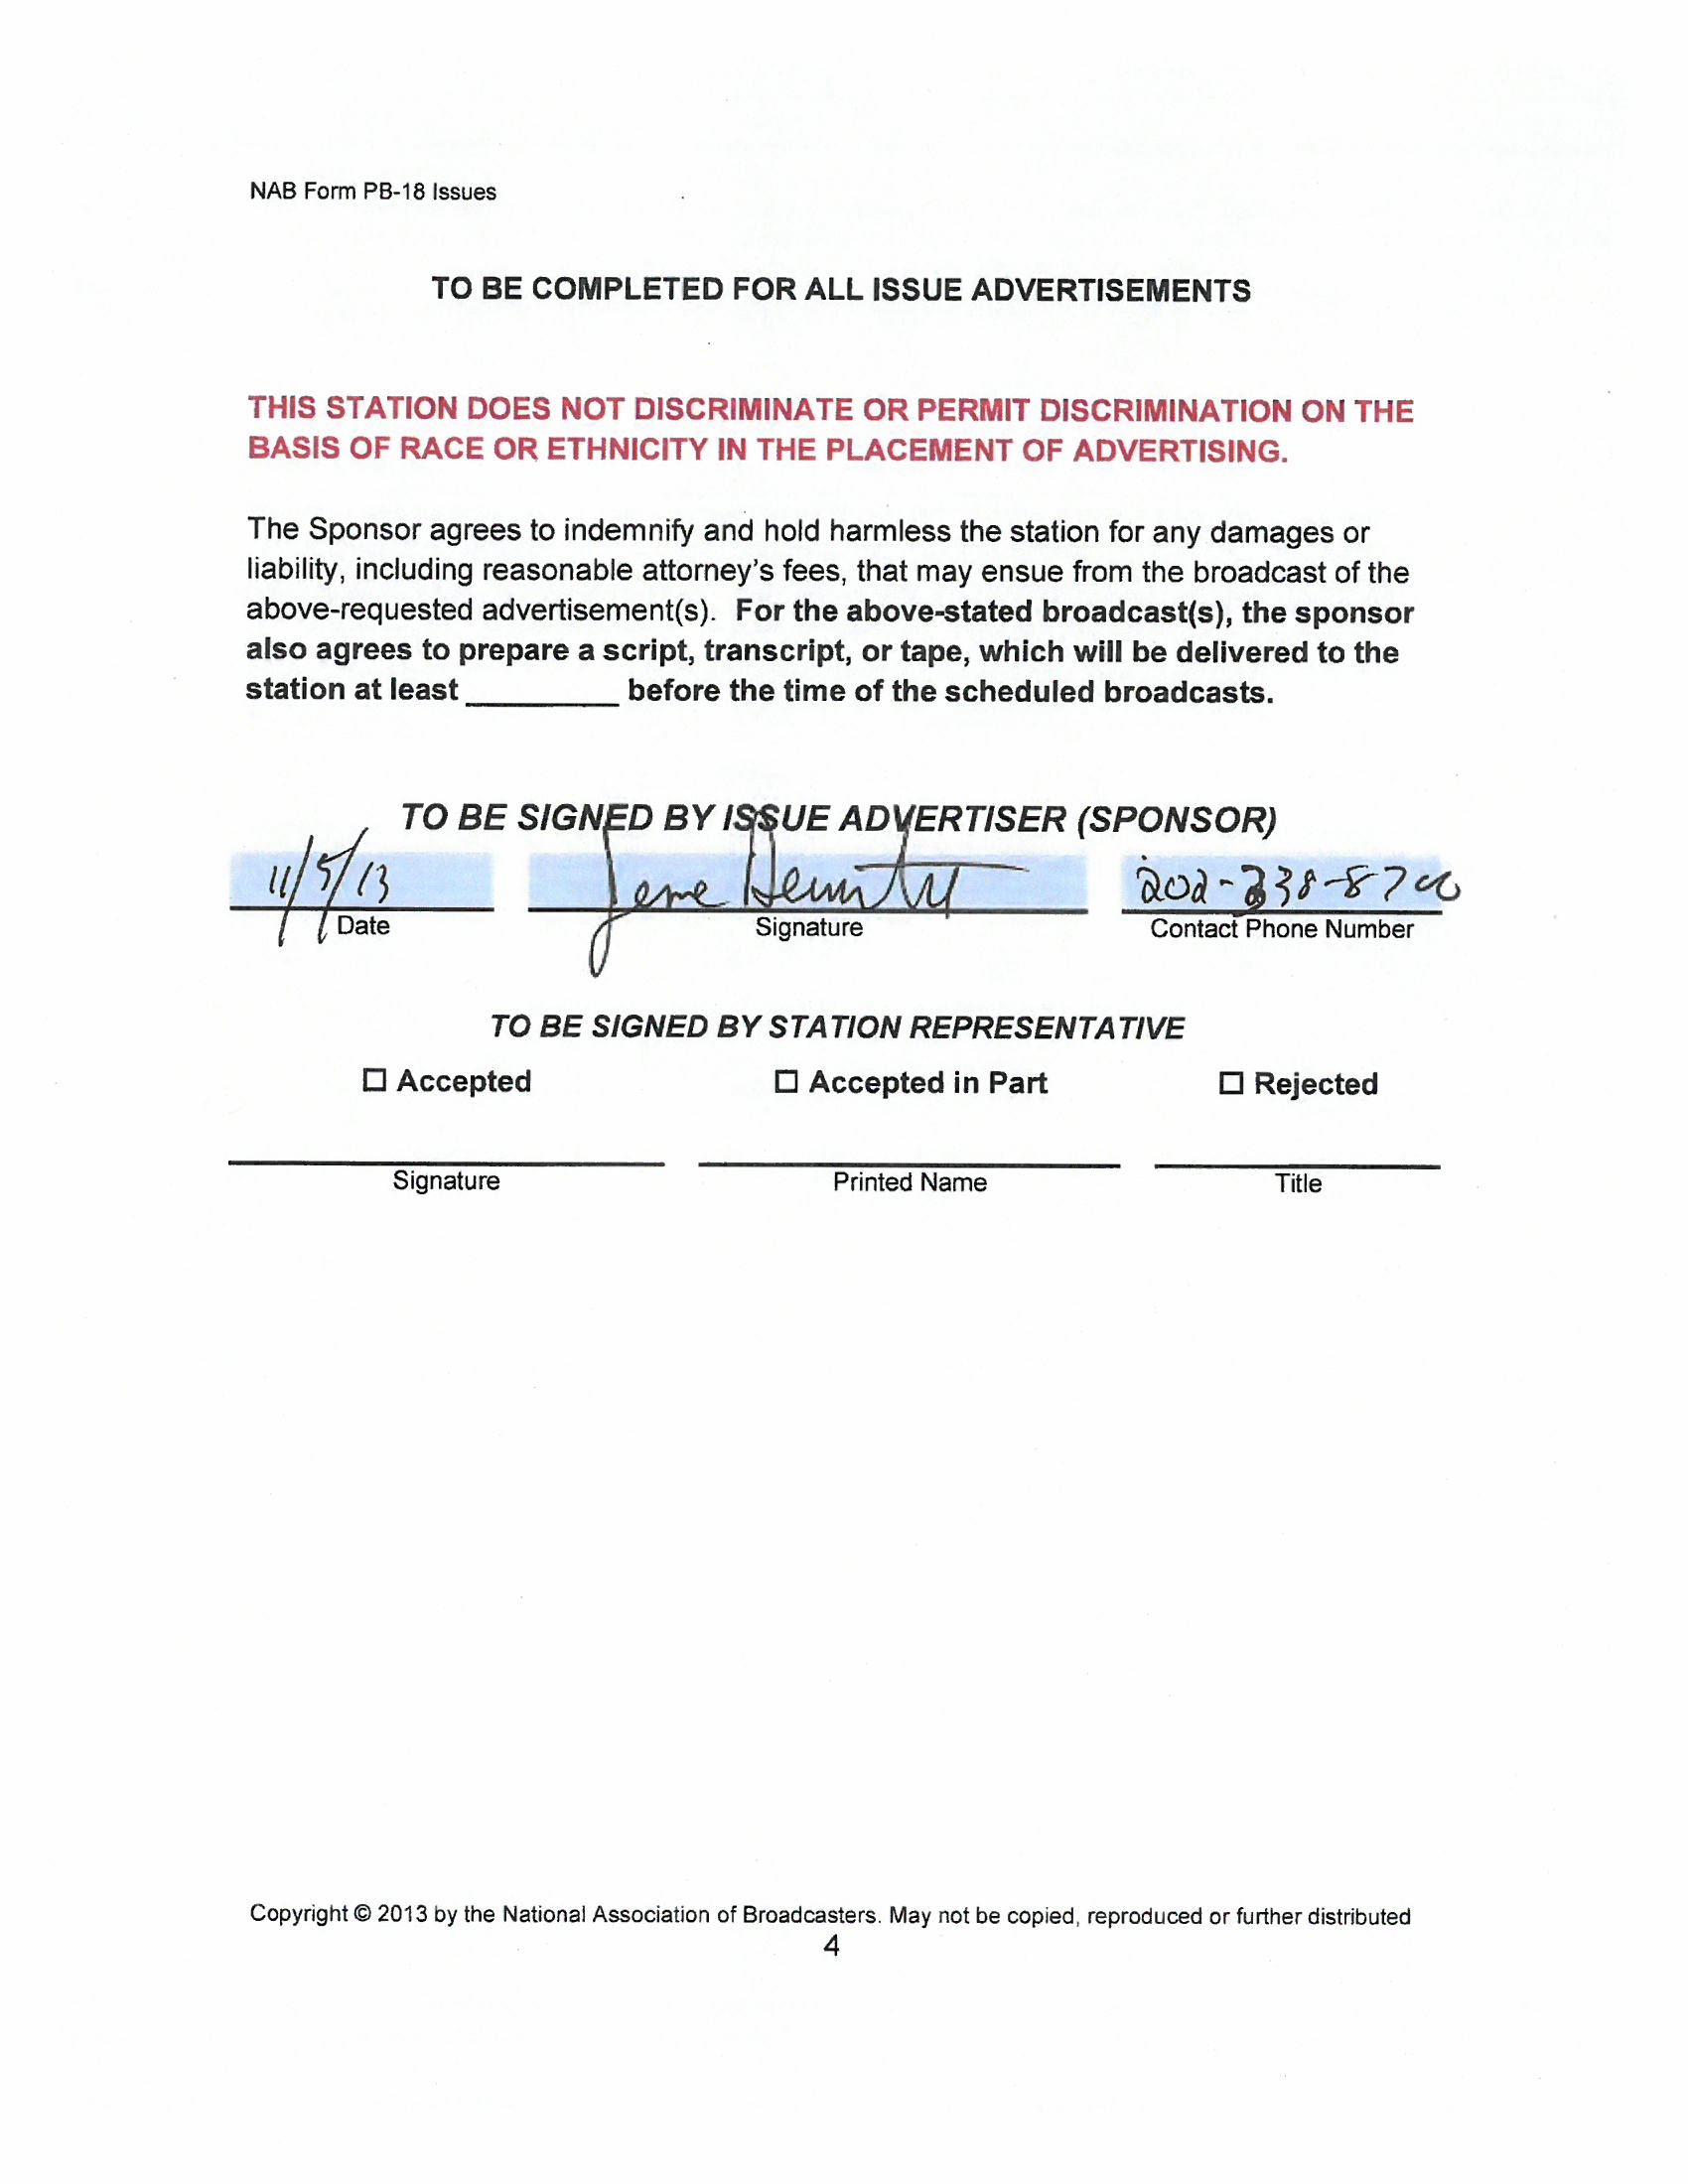 NAB Form PB-18 Issues
TO BE COMPLETED FOR ALL ISSUE ADVERTISEMENTS
THIS STATION DOES NOT DISCRIMINATE OR PERMIT DISCRIMINATION ON THE
BASIS OF RACE OR ETHNICITY IN THE PLACEMENT OF ADVERTISING.
The Sponsor agrees to indemnify and hold harmless the station for any damages or
liability, including reasonable attorney's fees, that may ensue from the broadcast of the
above-requested advertisement(s). For the above-stated broadcast(s), the sponsor
also agrees to prepare a script, transcript, or tape, which will be delivered to the
station at least _________ before the time of the scheduled broadcasts.
TO BE SIGNED BY ISSUE ADVERTISER (SPONSOR)
11/5/13 202-338-8700
Date Signature Contact Phone Number
TO BE SIGNED BY STATION REPRESENTATIVE
☐ Accepted ☐ Accepted in Part ☐ Rejected
Signature Printed Name Title
Copyright © 2013 by the National Association of Broadcasters. May not be copied, reproduced or further distributed
4